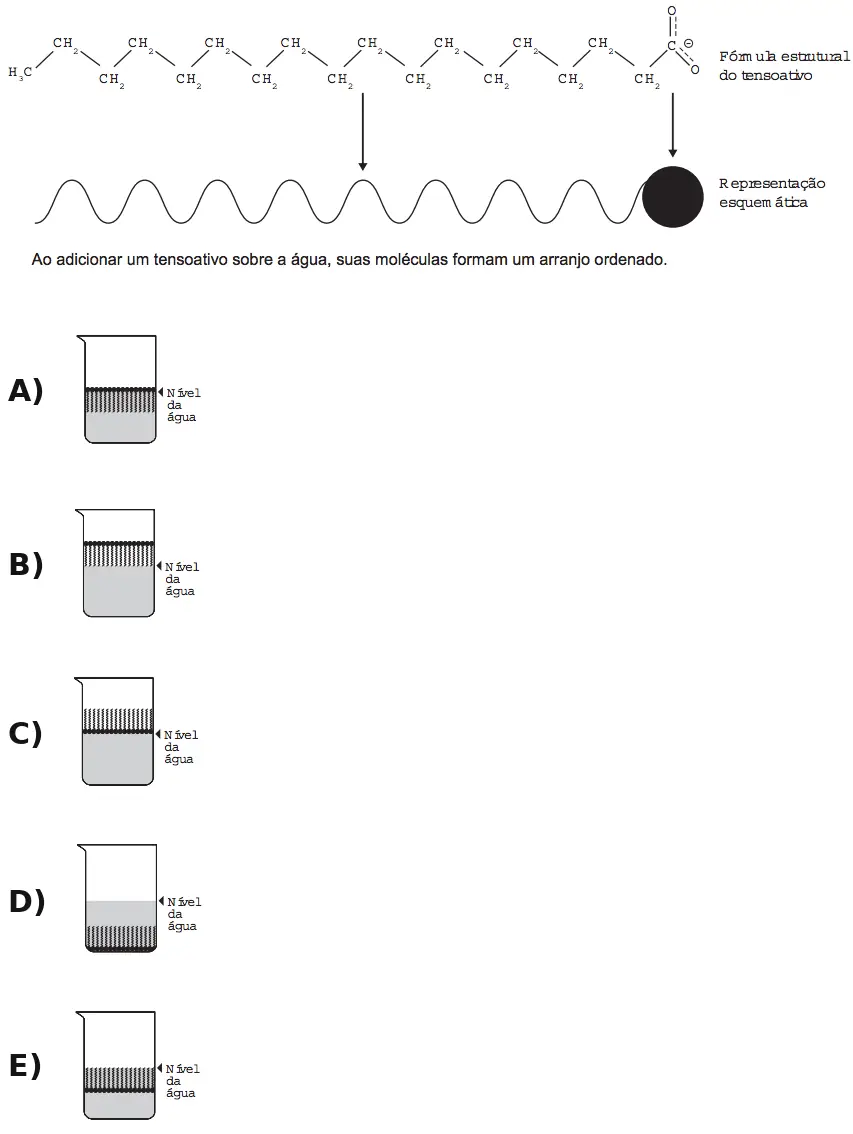 O
CH2 CH2 CH2 CH2 CH2 CH2 CH2 CH2 C ⊖
H3C CH2 CH2 CH2 CH2 CH2 CH2 CH2 CH2 O
Fórmula estrutural
do tensoativo
Representação
esquemática
Ao adicionar um tensoativo sobre a água, suas moléculas formam um arranjo ordenado.
A)
Nível
da
água
B)
Nível
da
água
C)
Nível
da
água
D)
Nível
da
água
E)
Nível
da
água